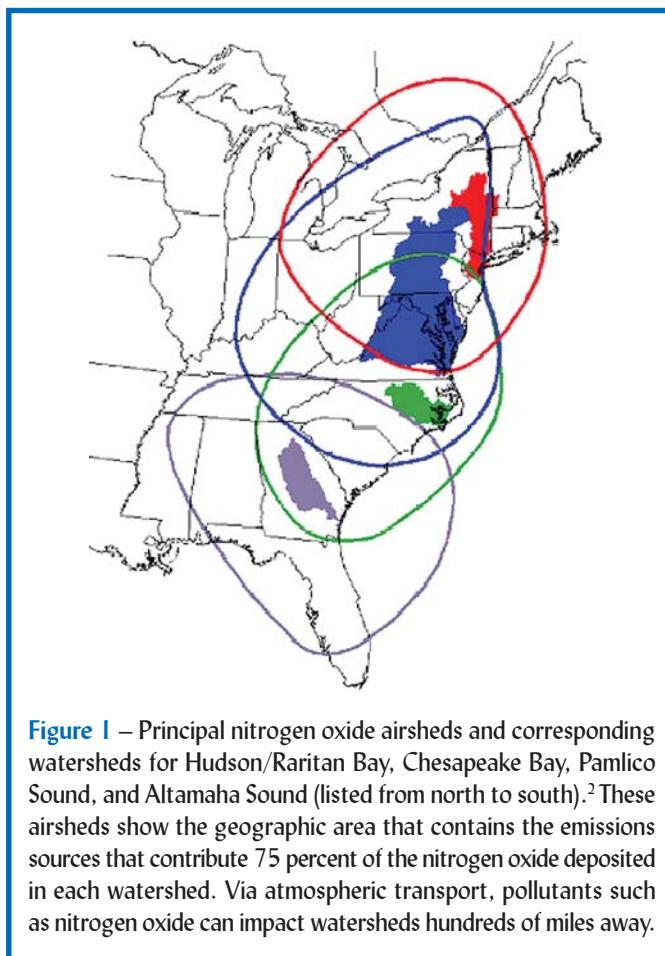 Figure 1 – Principal nitrogen oxide airsheds and corresponding
watersheds for Hudson/Raritan Bay, Chesapeake Bay, Pamlico
Sound, and Altamaha Sound (listed from north to south).2 These
airsheds show the geographic area that contains the emissions
sources that contribute 75 percent of the nitrogen oxide deposited
in each watershed. Via atmospheric transport, pollutants such
as nitrogen oxide can impact watersheds hundreds of miles away.